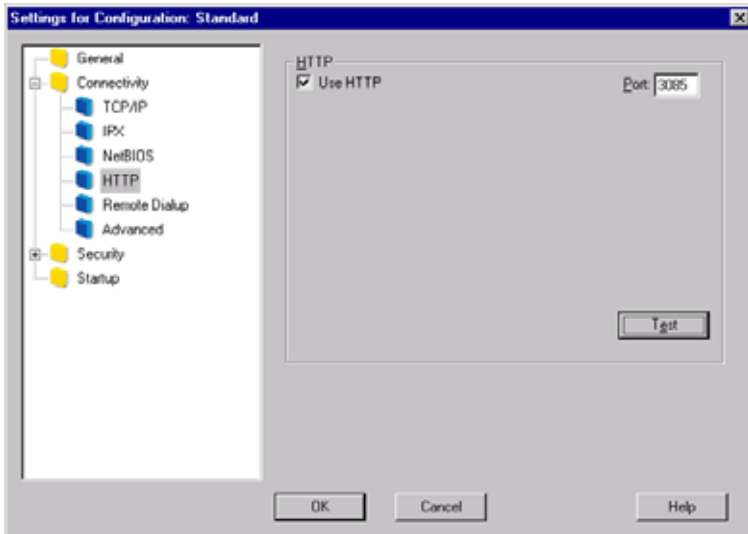 Settings for Configuration: Standard
General
Connectivity
TCP/IP
IPX
NetBIOS
HTTP
Remote Dialup
Advanced
Security
Startup
HTTP
Use HTTP
Port: 3085
Test
OK
Cancel
Help